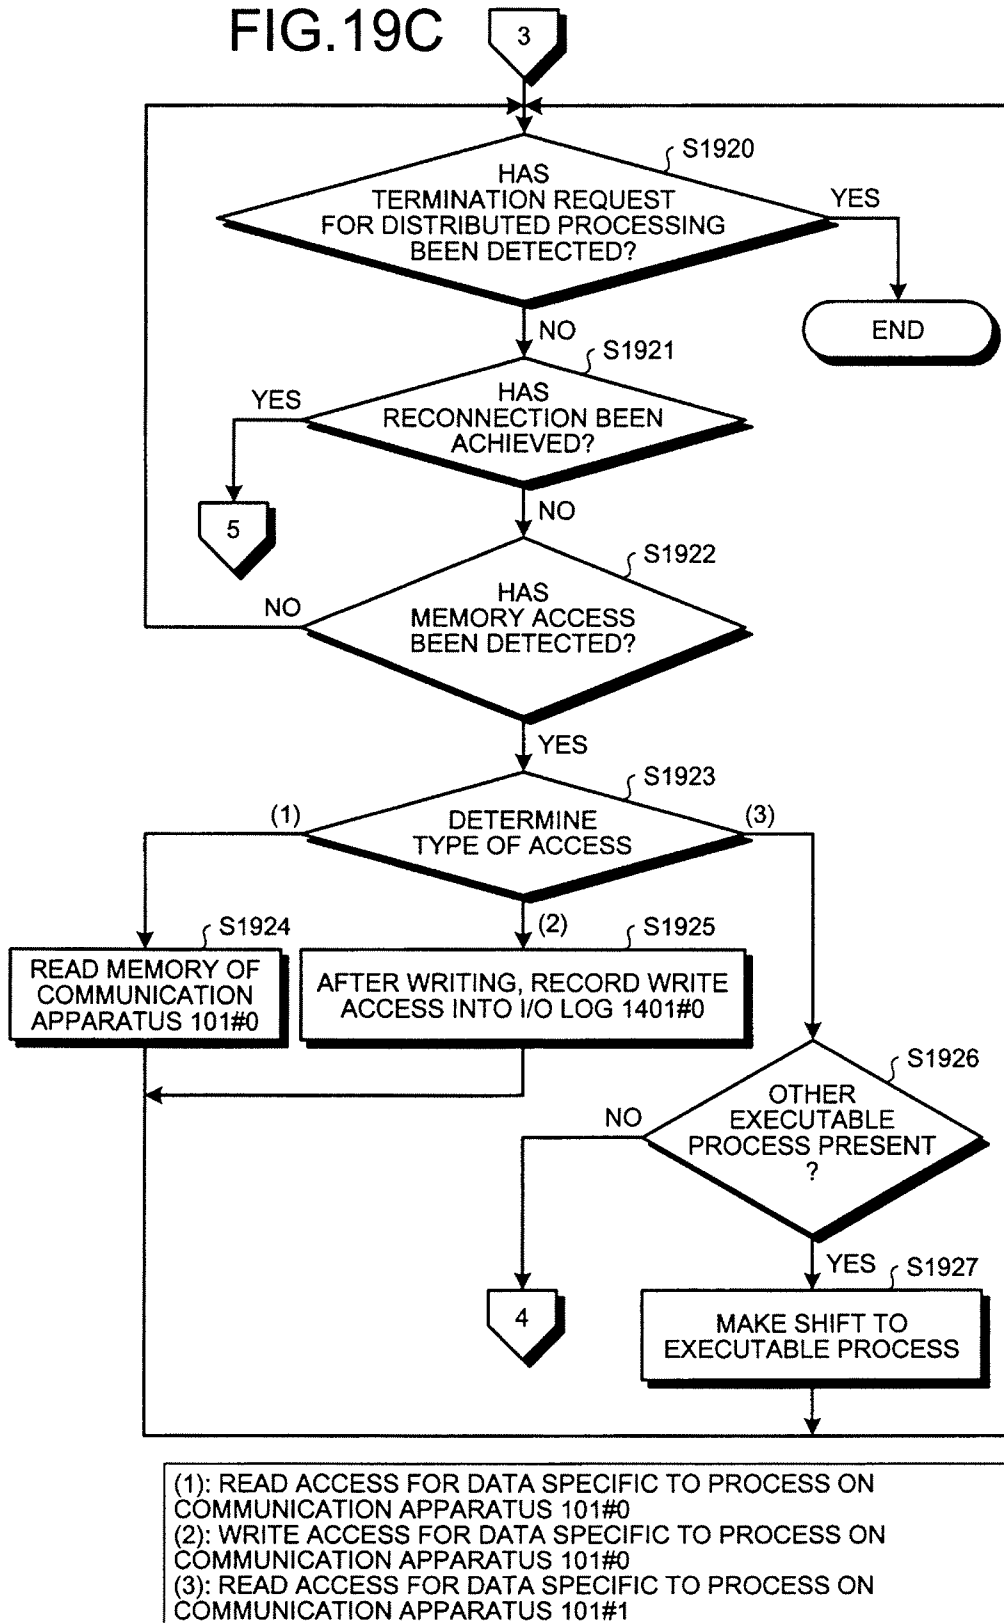 FIG.19C
3
S1920
HAS
TERMINATION REQUEST
FOR DISTRIBUTED PROCESSING
BEEN DETECTED?
YES
END
NO
S1921
HAS
RECONNECTION BEEN
ACHIEVED?
YES
5
NO
S1922
HAS
MEMORY ACCESS
BEEN DETECTED?
NO
YES
S1923
DETERMINE
TYPE OF ACCESS
(1)
(3)
(2)
S1924
READ MEMORY OF
COMMUNICATION
APPARATUS 101#0
S1925
AFTER WRITING, RECORD WRITE
ACCESS INTO I/O LOG 1401#0
S1926
OTHER
EXECUTABLE
PROCESS PRESENT
?
NO
4
YES
S1927
MAKE SHIFT TO
EXECUTABLE PROCESS
(1): READ ACCESS FOR DATA SPECIFIC TO PROCESS ON
COMMUNICATION APPARATUS 101#0
(2): WRITE ACCESS FOR DATA SPECIFIC TO PROCESS ON
COMMUNICATION APPARATUS 101#0
(3): READ ACCESS FOR DATA SPECIFIC TO PROCESS ON
COMMUNICATION APPARATUS 101#1